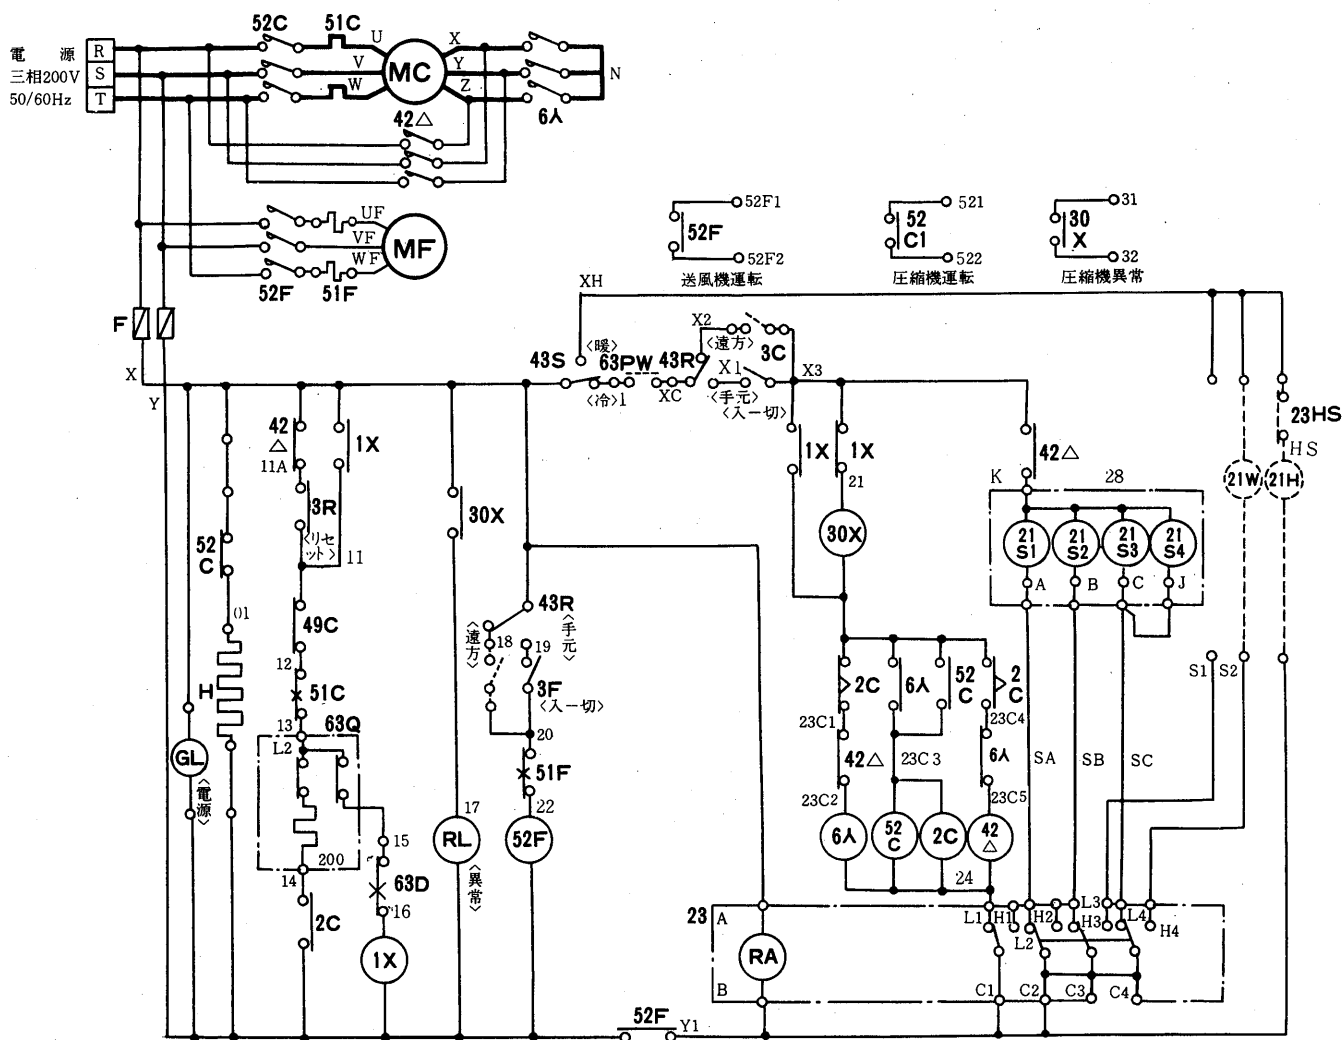 52C 51C
電源 R U X
三相200V S V MC Y N
50/60Hz T W Z
42△ 6人
UF
VF MF
WF
52F 51F
52F1
52F
52F2
送風機運転
521
52
C1
522
圧縮機運転
31
30
X
32
圧縮機異常
F
XH
X2
〈遠方〉
〈暖〉
43S 63PW 43R X1 3C X3
〈冷〉1 XC 〈手元〉
〈入一切〉
X
Y
42
△
11A
1X
3R
〈リセット〉
11
52
C
01
H
49C
12
51C
13
63Q
L2
200
14
15
63D
16
2C
1X
GL
〈電源〉
30X
17
RL
〈異常〉
43R
〈遠方〉 18 19 〈手元〉
3F
〈入一切〉
20
51F
22
52F
1X 1X
21
30X
2C 6人 52
C 2
C
23C1 23C4
42△ 23C3 6人
23C2 23C5
6人 52
C 2C 42
△
24
42△
K 28
21
S1 21
S2 21
S3 21
S4
A B C J
SA SB SC
S1 S2
23HS
HS
21W 21H
23 A L1 H1 L2 H2 L3 H3 L4 H4
RA
B C1 C2 C3 C4
52F Y1